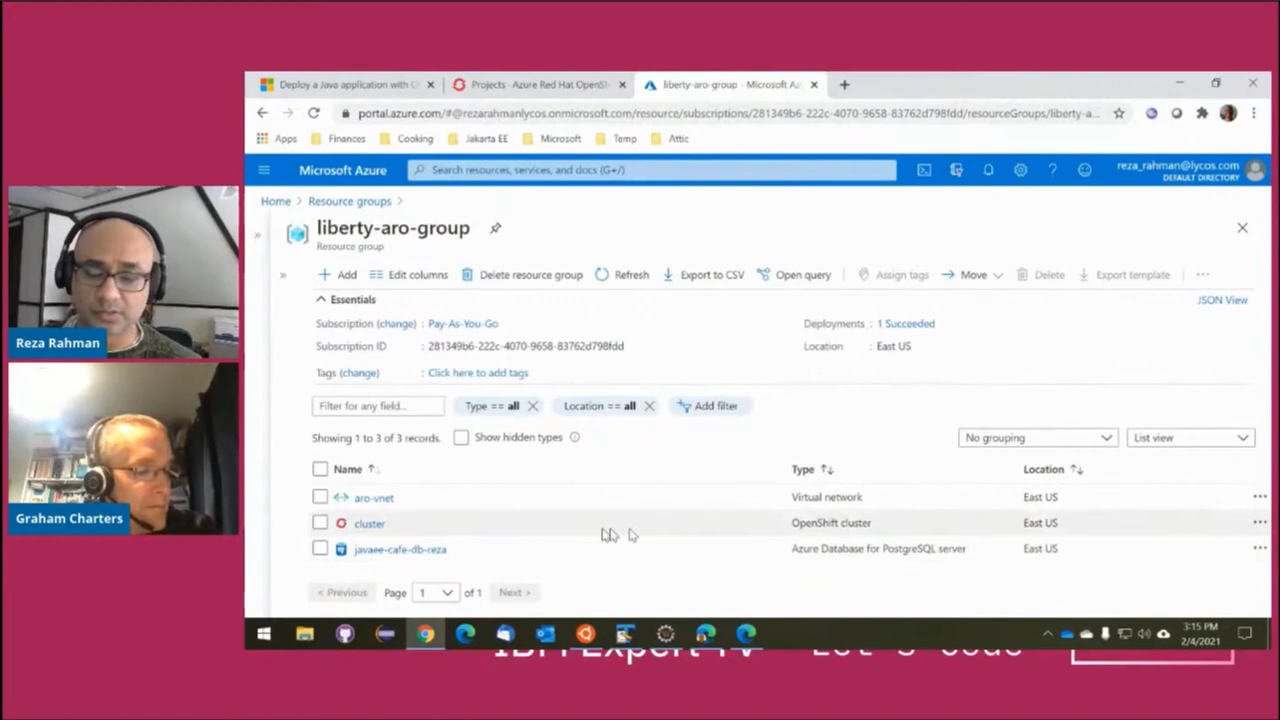 Deploy a Java application with C
Projects · Azure Red Hat OpenSh
liberty-aro-group - Microsoft Az
portal.azure.com/#@rezarahmanlycos.onmicrosoft.com/resource/subscriptions/281349b6-222c-4070-9658-83762d798fdd/resourceGroups/liberty-a...
Apps Finances Cooking Jakarta EE Microsoft Temp Attic
Microsoft Azure
Search resources, services, and docs (G+/)
reza_rahman@lycos.com
DEFAULT DIRECTORY
Home > Resource groups >
liberty-aro-group
Resource group
Add Edit columns Delete resource group Refresh Export to CSV Open query Assign tags Move Delete Export template ...
Essentials
JSON View
Subscription (change) : Pay-As-You-Go
Deployments : 1 Succeeded
Subscription ID : 281349b6-222c-4070-9658-83762d798fdd
Location : East US
Tags (change) : Click here to add tags
Filter for any field... Type == all Location == all Add filter
Showing 1 to 3 of 3 records. Show hidden types
No grouping List view
Name Type Location
aro-vnet Virtual network East US
cluster OpenShift cluster East US
javaee-cafe-db-reza Azure Database for PostgreSQL server East US
< Previous Page 1 of 1 Next >
3:15 PM
2/4/2021
Reza Rahman
Graham Charters
IBM Expert TV Let's Code